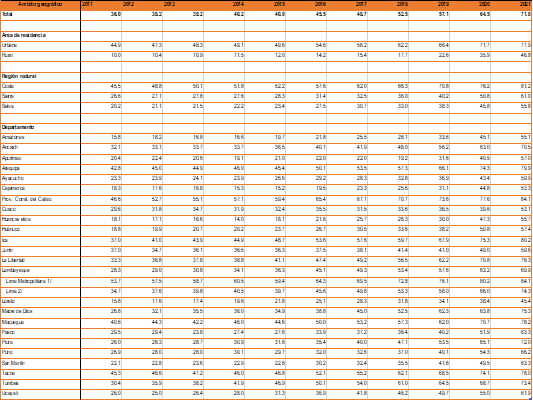 Ámbito geográfico 2011 2012 2013 2014 2015 2016 2017 2018 2019 2020 2021
Total 36.0 38.2 39.2 40.2 40.9 45.5 48.7 52.5 57.1 64.5 71.8
Área de residencia
Urbana 44.9 47.3 48.3 49.1 49.6 54.6 58.2 62.2 66.4 71.7 77.9
Rural 10.0 10.4 10.9 11.5 10.0 12.2 15.4 17.7 22.6 35.9 46.8
Región natural
Costa 45.5 48.8 50.1 51.8 52.2 57.6 62.0 66.3 70.8 76.2 81.2
Sierra 26.6 27.1 27.8 27.6 28.3 31.4 32.5 36.0 40.2 50.8 61.0
Selva 20.2 21.1 21.5 22.2 23.4 27.5 30.7 33.0 38.3 45.8 55.8
Departamento
Amazonas 15.8 18.2 16.8 16.6 19.7 21.8 25.5 26.1 33.6 45.1 55.1
Áncash 32.1 33.1 33.7 33.7 36.5 40.1 41.9 48.0 56.2 63.0 70.5
Apurímac 20.4 22.4 20.6 19.1 21.0 22.0 22.0 19.2 31.6 40.5 57.0
Arequipa 42.8 45.0 44.9 46.0 45.4 50.1 53.5 57.3 66.1 74.3 79.9
Ayacucho 23.3 23.9 24.1 23.9 26.6 29.2 28.3 32.8 36.9 43.4 59.9
Cajamarca 18.3 17.6 16.8 15.3 15.2 19.5 23.3 25.6 31.1 44.8 53.3
Prov. Const. del Callao 46.6 52.7 55.1 57.1 59.4 65.4 67.1 70.7 73.6 77.6 84.1
Cusco 29.6 31.8 34.7 31.9 32.4 35.5 31.5 33.6 36.5 39.6 53.1
Huancavelica 18.1 17.1 16.6 14.0 18.1 21.6 25.7 26.3 30.0 47.3 55.7
Huánuco 18.8 19.9 20.7 20.2 23.7 26.7 30.5 33.6 38.2 50.8 57.4
Ica 37.0 41.0 43.9 44.9 48.7 53.6 57.6 59.7 67.9 75.3 80.2
Junín 37.0 34.7 36.1 36.5 36.3 37.5 38.1 41.4 41.0 49.0 59.6
La Libertad 33.3 36.8 37.8 38.8 41.1 47.4 49.2 56.5 62.2 70.8 76.3
Lambayeque 28.3 29.0 30.8 34.1 36.3 45.1 49.3 53.4 57.6 63.2 69.9
Lima Metropolitana 1/ 53.7 57.5 58.7 60.5 59.4 64.3 69.5 72.8 76.1 80.2 84.1
Lima 2/ 34.7 37.6 39.8 40.5 39.7 45.6 49.8 53.3 58.0 66.0 74.3
Loreto 15.8 17.6 17.4 19.6 21.8 25.1 28.3 31.8 34.1 38.4 45.4
Madre de Dios 26.8 32.1 35.5 36.0 34.9 38.8 45.0 52.5 62.3 63.8 75.3
Moquegua 40.6 44.3 42.2 46.0 44.6 50.0 53.2 57.3 62.0 70.7 78.2
Pasco 29.5 29.4 23.8 27.4 27.6 33.9 37.2 36.4 40.2 51.9 63.3
Piura 26.0 26.3 28.7 30.9 31.8 35.4 40.0 47.1 53.5 65.1 72.0
Puno 26.9 28.0 28.0 30.1 29.7 32.0 32.6 37.0 40.1 54.3 66.2
San Martín 22.1 22.8 23.6 22.9 22.6 30.2 32.4 35.5 41.6 49.5 63.3
Tacna 45.3 46.6 47.2 46.0 46.8 52.1 55.2 62.1 68.5 74.1 78.0
Tumbes 30.4 35.9 38.2 41.9 46.9 50.1 54.0 61.0 64.5 68.7 73.4
Ucayali 26.0 25.0 26.4 28.0 31.3 36.9 41.8 46.2 49.7 55.0 61.9